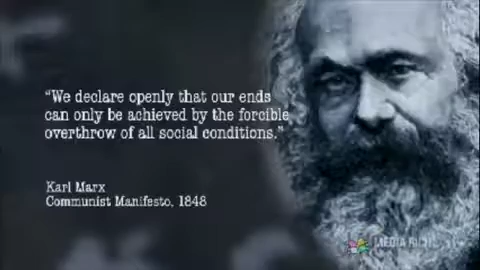 “We declare openly that our ends
can only be achieved by the forcible
overthrow of all social conditions.”
Karl Marx
Communist Manifesto, 1848
MEDIA